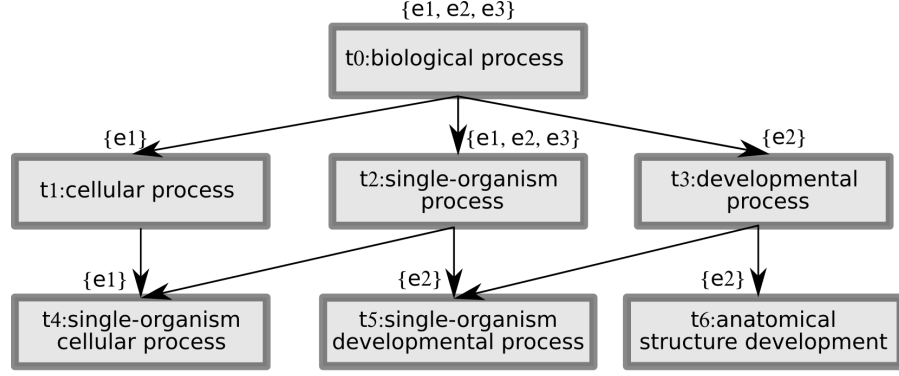 {e1, e2, e3}
t0:biological process
{e1}
{e1, e2, e3}
{e2}
t1:cellular process
t2:single-organism
process
t3:developmental
process
{e1}
{e2}
{e2}
t4:single-organism
cellular process
t5:single-organism
developmental process
t6:anatomical
structure development